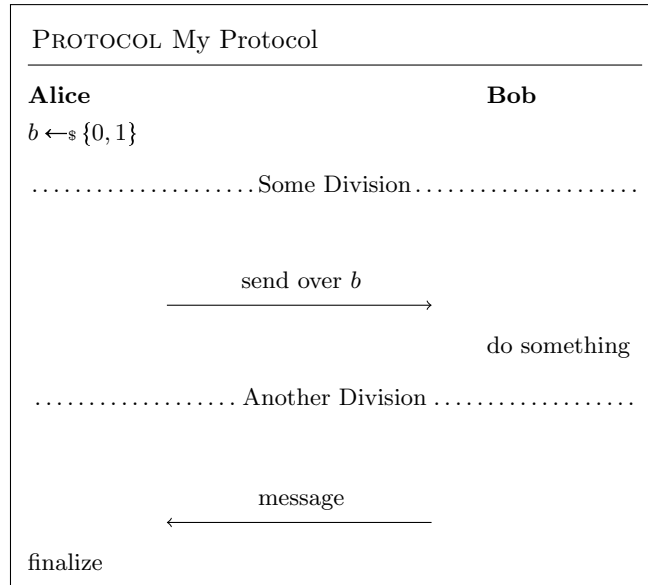 PROTOCOL My Protocol
Alice Bob
b ←$ {0, 1}
Some Division
send over b
do something
Another Division
message
finalize